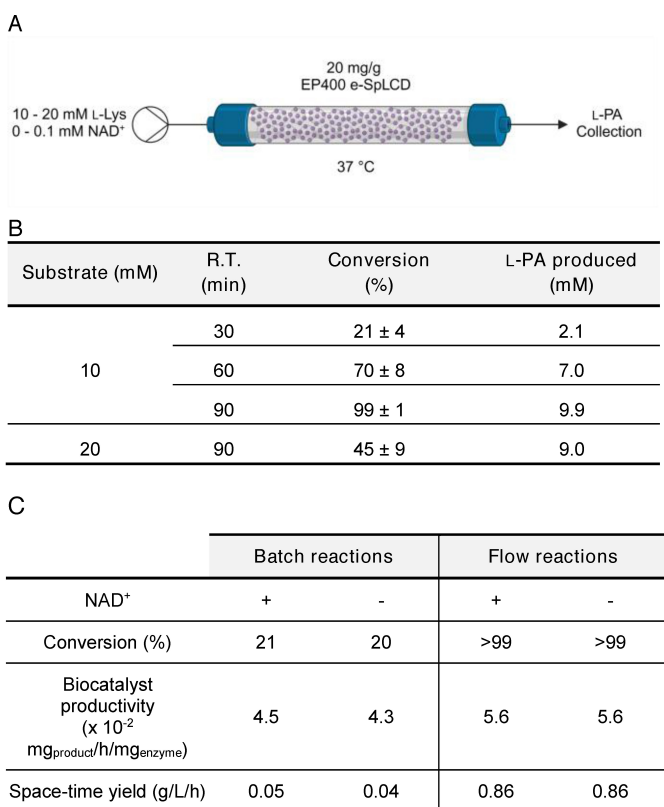 A
20 mg/g
EP400 e-SpLCD
10 - 20 mM L-Lys
0 - 0.1 mM NAD⁺
L-PA
Collection
37 °C
B
Substrate (mM) R.T. (min) Conversion (%) L-PA produced (mM)
10 30 21 ± 4 2.1
60 70 ± 8 7.0
90 99 ± 1 9.9
20 90 45 ± 9 9.0
C
Batch reactions Flow reactions
NAD⁺ + - + -
Conversion (%) 21 20 >99 >99
Biocatalyst
productivity
(x 10⁻²
mgproduct/h/mgenzyme) 4.5 4.3 5.6 5.6
Space-time yield (g/L/h) 0.05 0.04 0.86 0.86